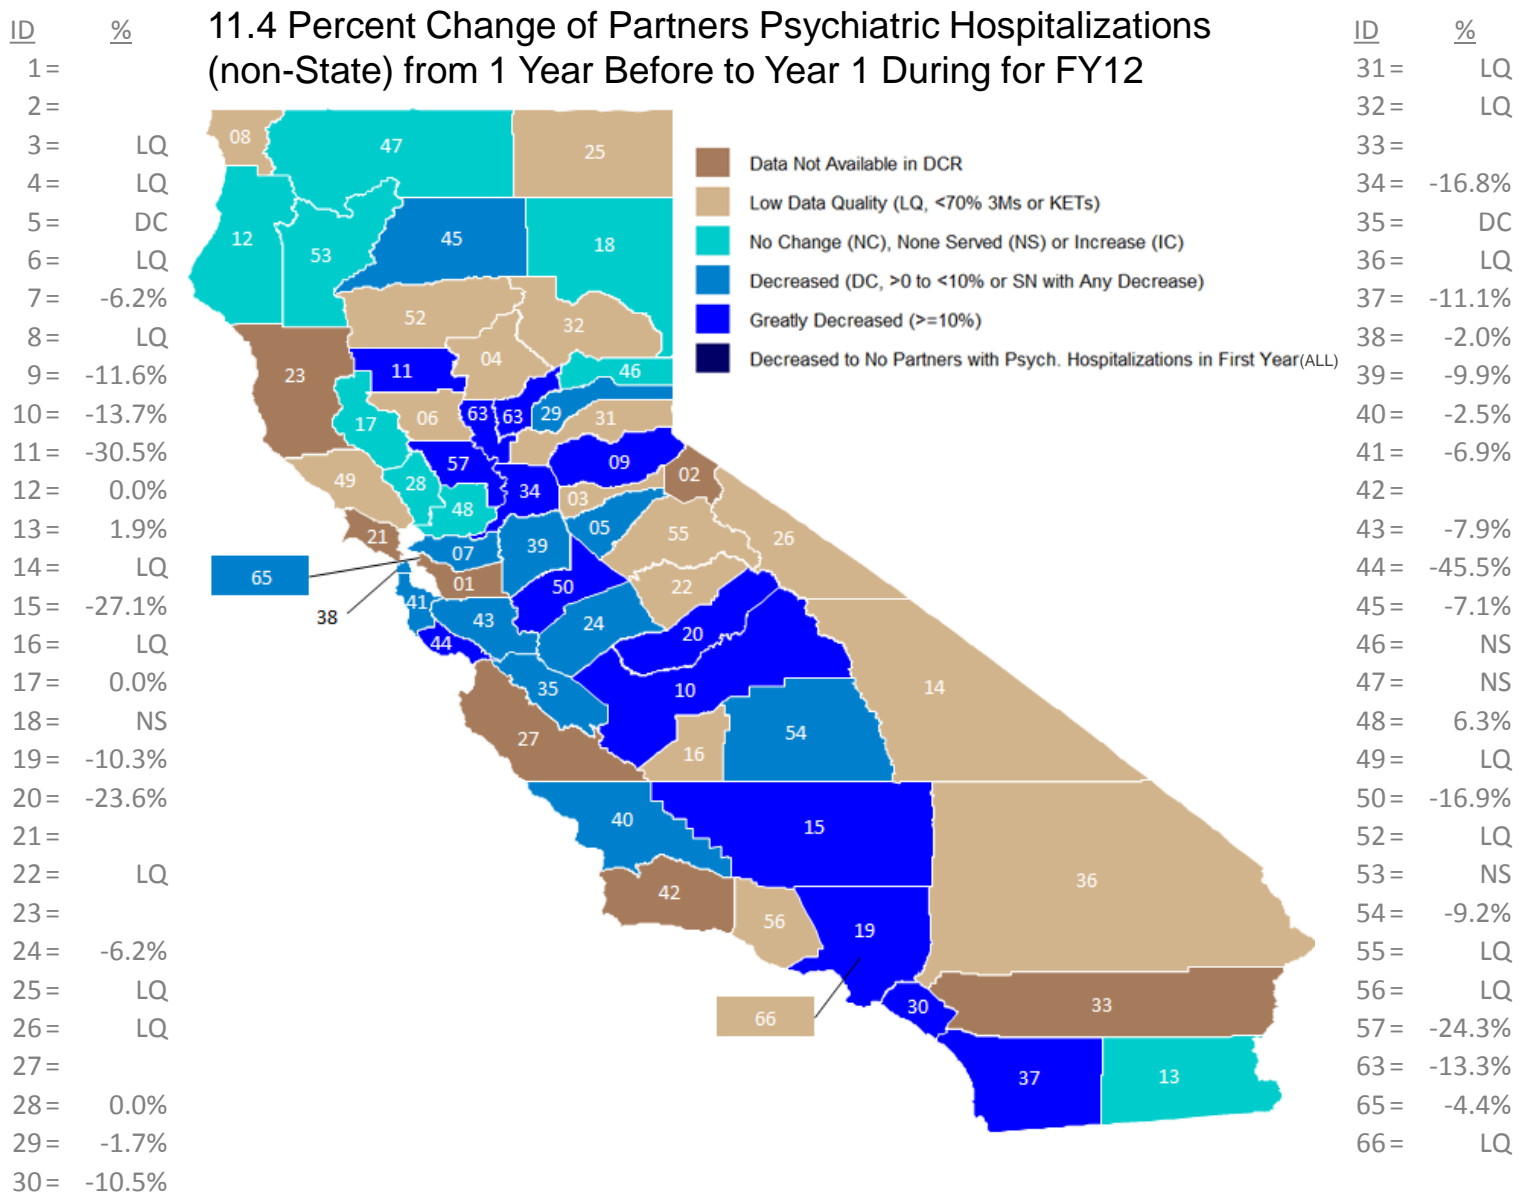 11.4 Percent Change of Partners Psychiatric Hospitalizations
(non-State) from 1 Year Before to Year 1 During for FY12
ID %
1 =
2 =
3 = LQ
4 = LQ
5 = DC
6 = LQ
7 = -6.2%
8 = LQ
9 = -11.6%
10 = -13.7%
11 = -30.5%
12 = 0.0%
13 = 1.9%
14 = LQ
15 = -27.1%
16 = LQ
17 = 0.0%
18 = NS
19 = -10.3%
20 = -23.6%
21 =
22 = LQ
23 =
24 = -6.2%
25 = LQ
26 = LQ
27 =
28 = 0.0%
29 = -1.7%
30 = -10.5%
08
47
25
12
53
45
18
52
32
04
23
11
46
17
06
63
63
29
31
57
09
49
28
34
02
48
03
21
05
55
26
07
39
65
01
50
22
38
41
43
24
20
44
35
10
14
27
16
54
40
15
42
36
56
19
66
30
33
37
13
Data Not Available in DCR
Low Data Quality (LQ, <70% 3Ms or KETs)
No Change (NC), None Served (NS) or Increase (IC)
Decreased (DC, >0 to <10% or SN with Any Decrease)
Greatly Decreased (>=10%)
Decreased to No Partners with Psych. Hospitalizations in First Year(ALL)
ID %
31 = LQ
32 = LQ
33 =
34 = -16.8%
35 = DC
36 = LQ
37 = -11.1%
38 = -2.0%
39 = -9.9%
40 = -2.5%
41 = -6.9%
42 =
43 = -7.9%
44 = -45.5%
45 = -7.1%
46 = NS
47 = NS
48 = 6.3%
49 = LQ
50 = -16.9%
52 = LQ
53 = NS
54 = -9.2%
55 = LQ
56 = LQ
57 = -24.3%
63 = -13.3%
65 = -4.4%
66 = LQ